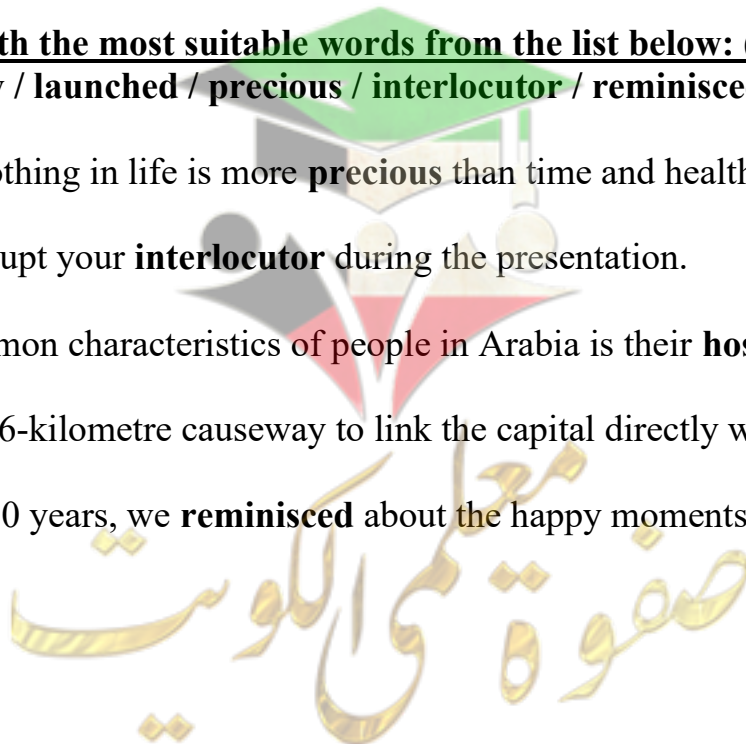 th the most suitable words from the list below: (
/ launched / precious / interlocutor / reminisce
othing in life is more precious than time and health
upt your interlocutor during the presentation.
mon characteristics of people in Arabia is their hos
6-kilometre causeway to link the capital directly w
0 years, we reminisced about the happy moments
صفوة معلمى الكويت